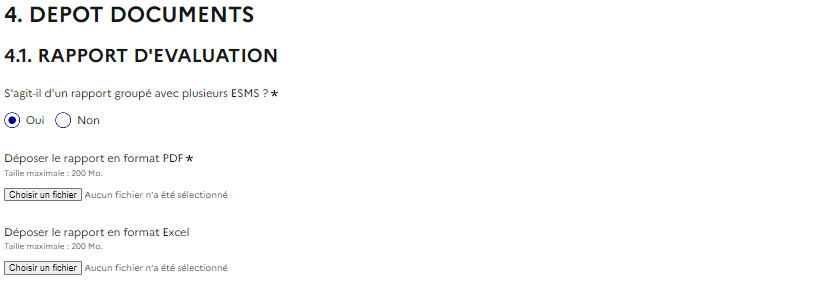 4. DEPOT DOCUMENTS
4.1. RAPPORT D'EVALUATION
S'agit-il d'un rapport groupé avec plusieurs ESMS ? *
Oui Non
Déposer le rapport en format PDF *
Taille maximale : 200 Mo.
Choisir un fichier Aucun fichier n'a été sélectionné
Déposer le rapport en format Excel
Taille maximale : 200 Mo.
Choisir un fichier Aucun fichier n'a été sélectionné